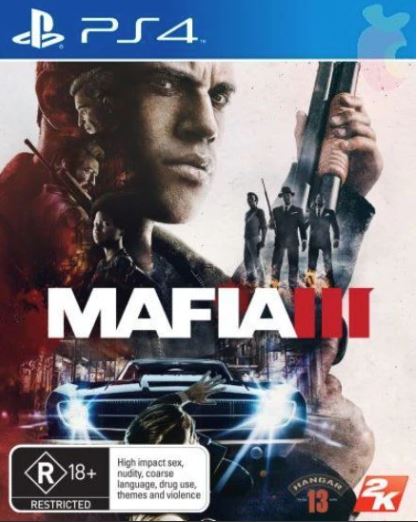 PS4
MAFIA III
R 18+
RESTRICTED
High impact sex,
nudity, coarse
language, drug use,
themes and violence
HANGAR
13
2K